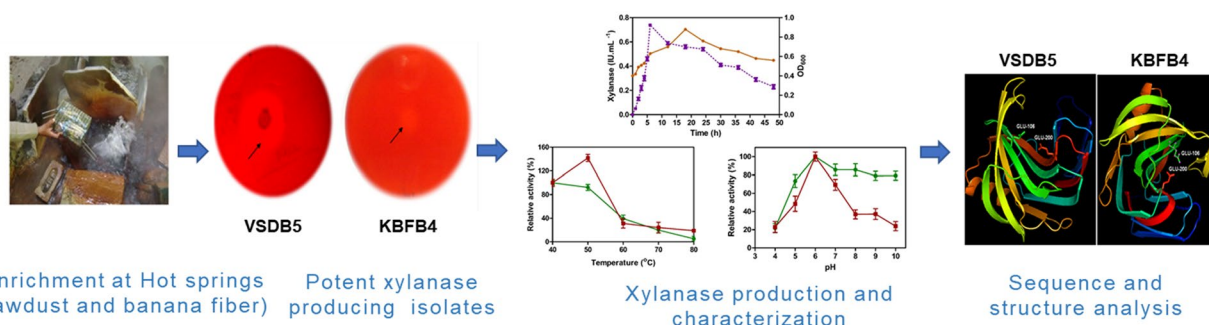 VSDB5
KBFB4
Xylanase (IU.mL⁻¹)
0.8
0.6
0.4
0.2
0.0
1.0
0.8
0.6
0.4
0.2
0.0
OD₆₀₀
0 5 10 15 20 25 30 35 40 45 50
Time (h)
Relative activity (%)
160
120
80
40
0
40 50 60 70 80
Temperature (°C)
Relative activity (%)
100
80
60
40
20
0
3 4 5 6 7 8 9 10
pH
VSDB5
KBFB4
GLU-106
GLU-200
GLU-106
GLU-200
nrichment at Hot springs
awdust and banana fiber)
Potent xylanase
producing isolates
Xylanase production and
characterization
Sequence and
structure analysis